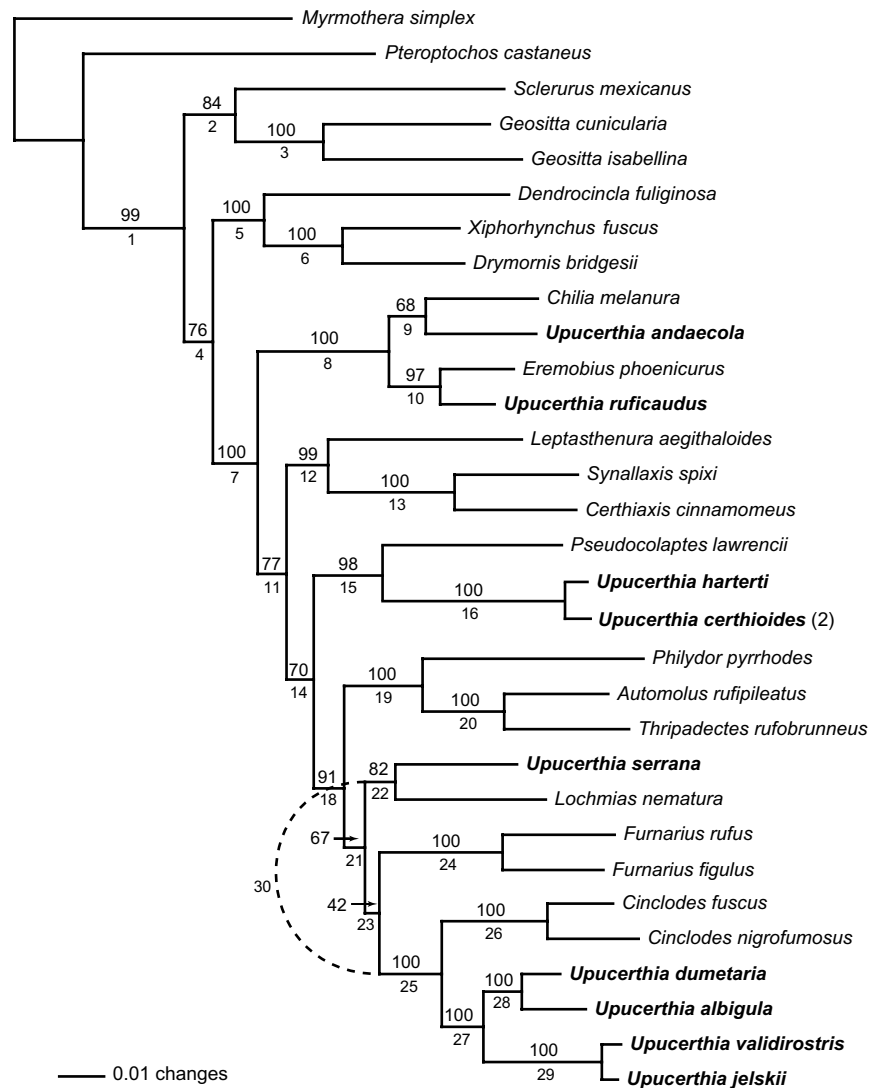 Myrmothera simplex
Pteroptochos castaneus
Sclerurus mexicanus
84
2
Geositta cunicularia
100
3
Geositta isabellina
Dendrocincla fuliginosa
99
1
100
5
Xiphorhynchus fuscus
100
6
Drymornis bridgesii
Chilia melanura
76
4
68
9
Upucerthia andaecola
100
8
Eremobius phoenicurus
97
10
Upucerthia ruficaudus
Leptasthenura aegithaloides
100
7
99
12
Synallaxis spixi
100
13
Certhiaxis cinnamomeus
Pseudocolaptes lawrencii
77
11
98
15
Upucerthia harterti
100
16
Upucerthia certhioides (2)
Philydor pyrrhodes
70
14
100
19
Automolus rufipileatus
100
20
Thripadectes rufobrunneus
Upucerthia serrana
91
18
82
22
Lochmias nematura
67
21
Furnarius rufus
100
24
Furnarius figulus
30
42
23
Cinclodes fuscus
100
26
Cinclodes nigrofumosus
100
25
Upucerthia dumetaria
100
28
Upucerthia albigula
100
27
Upucerthia validirostris
100
29
Upucerthia jelskii
0.01 changes